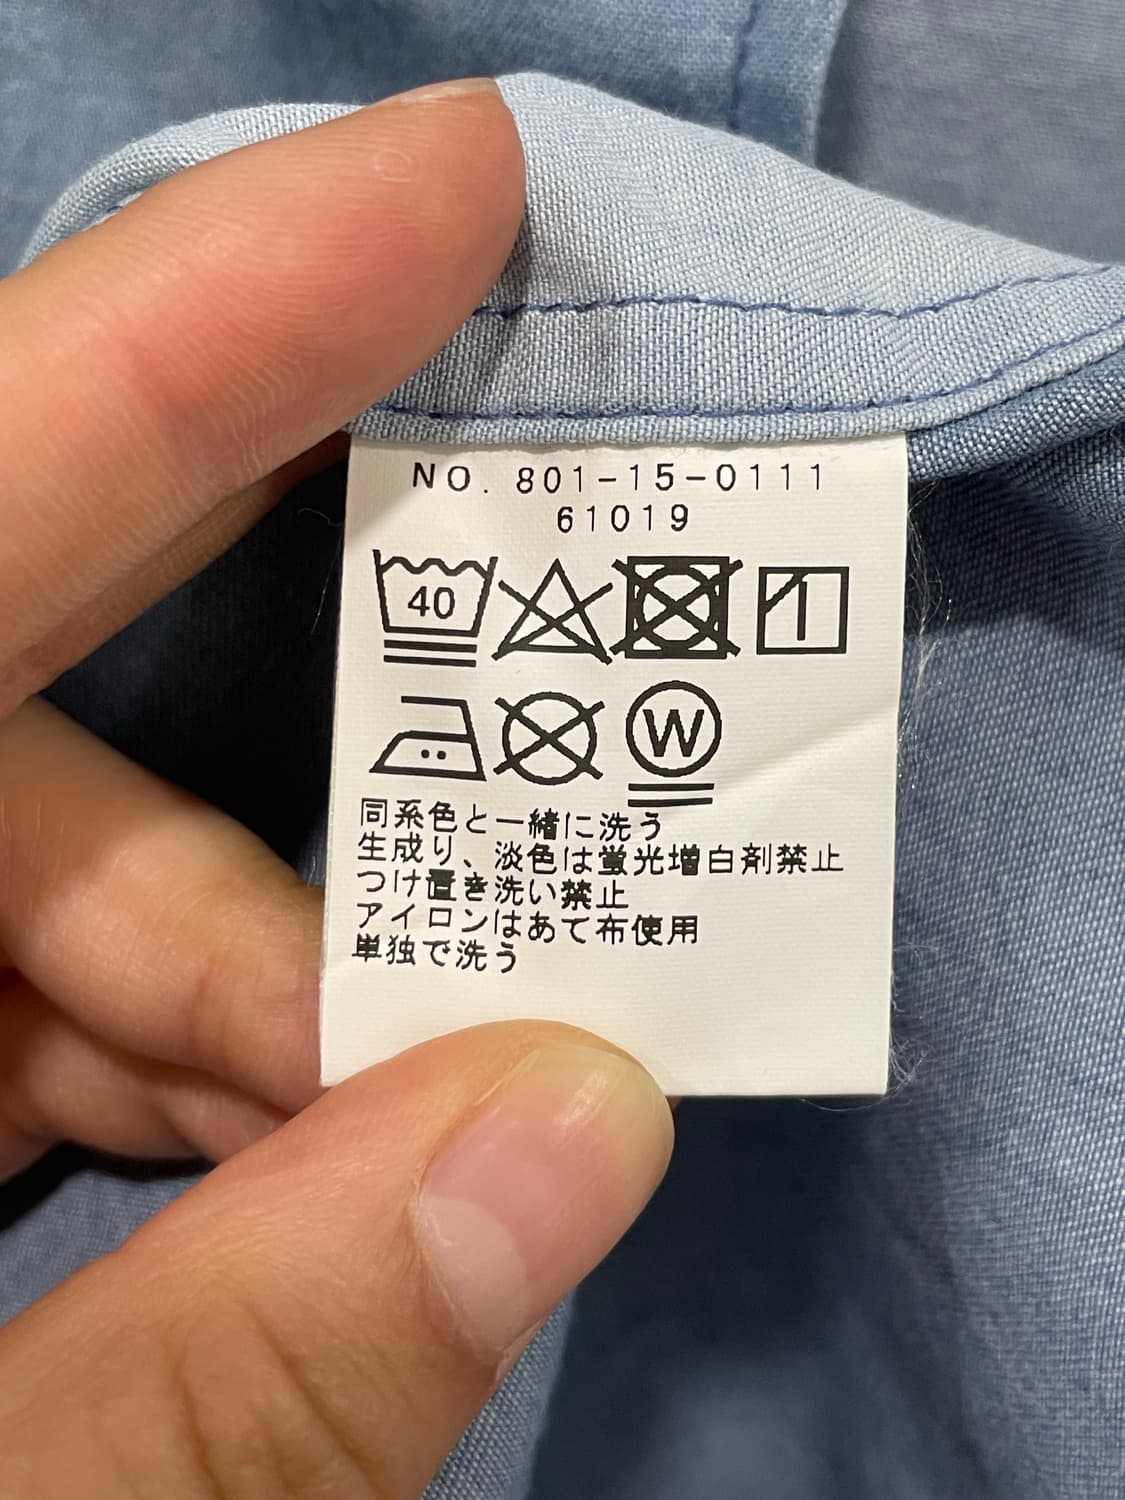 NO. 801-15-0111
61019
40
W
同系色と一緒に洗う
生成り、淡色は蛍光増白剤禁止
つけ置き洗い禁止
アイロンはあて布使用
単独で洗う